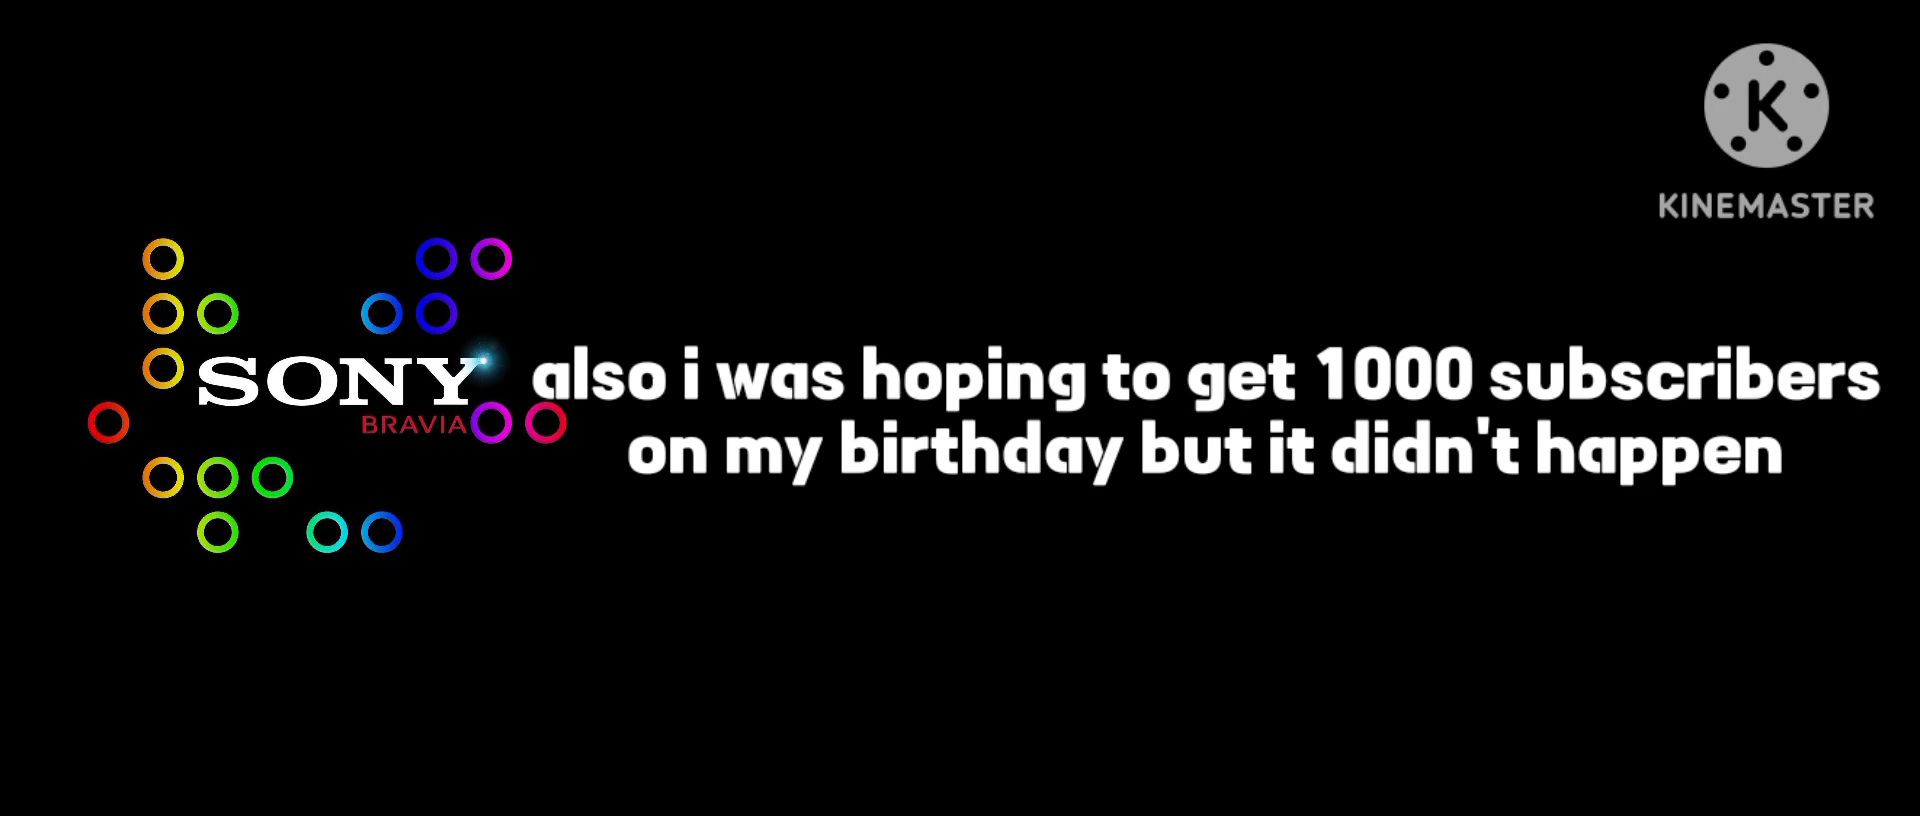 K
KINEMASTER
SONY
BRAVIA
also i was hoping to get 1000 subscribers
on my birthday but it didn't happen